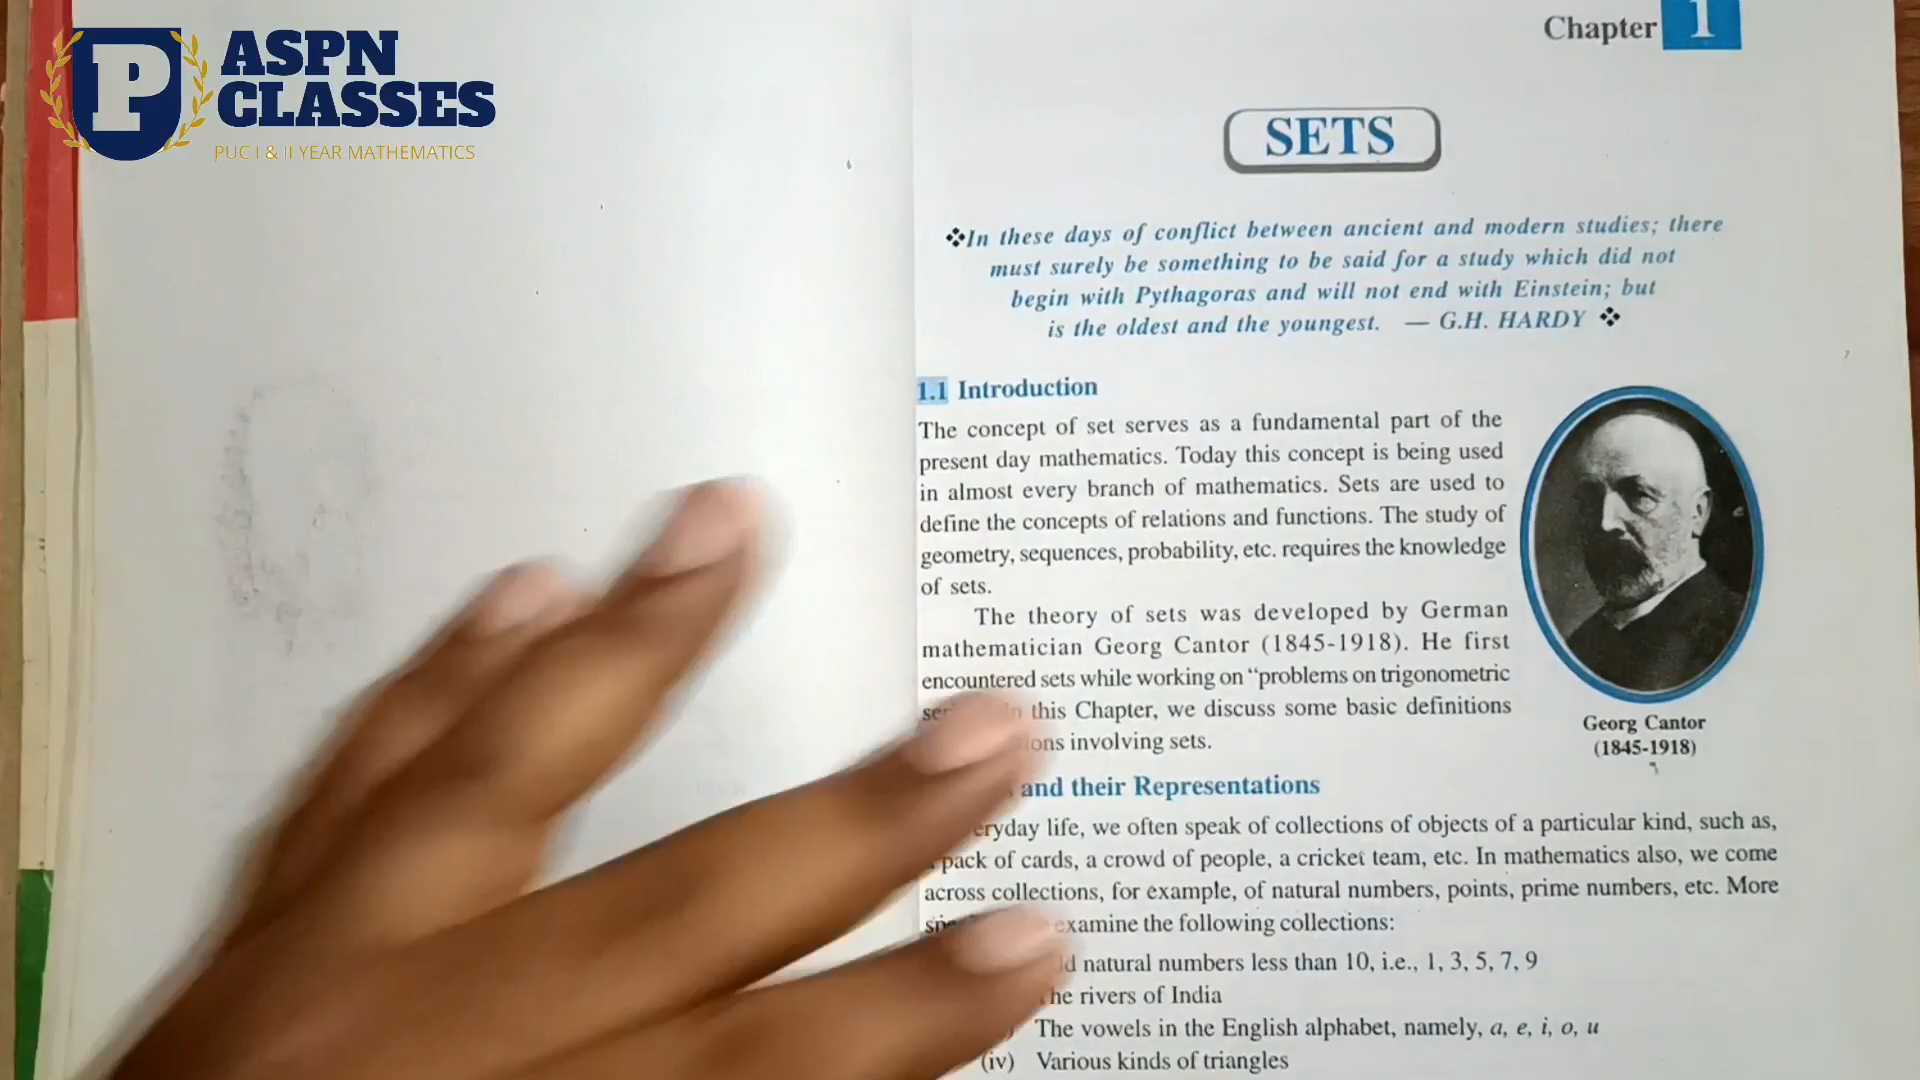 P
ASPN
CLASSES
PUC I & II YEAR MATHEMATICS
Chapter 1
SETS
❖In these days of conflict between ancient and modern studies; there
must surely be something to be said for a study which did not
begin with Pythagoras and will not end with Einstein; but
is the oldest and the youngest. — G.H. HARDY ❖
1.1 Introduction
The concept of set serves as a fundamental part of the
present day mathematics. Today this concept is being used
in almost every branch of mathematics. Sets are used to
define the concepts of relations and functions. The study of
geometry, sequences, probability, etc. requires the knowledge
of sets.
The theory of sets was developed by German
mathematician Georg Cantor (1845-1918). He first
encountered sets while working on “problems on trigonometric
this Chapter, we discuss some basic definitions
involving sets.
Georg Cantor
(1845-1918)
and their Representations
life, we often speak of collections of objects of a particular kind, such as,
pack of cards, a crowd of people, a cricket team, etc. In mathematics also, we come
across collections, for example, of natural numbers, points, prime numbers, etc. More
examine the following collections:
natural numbers less than 10, i.e., 1, 3, 5, 7, 9
The rivers of India
The vowels in the English alphabet, namely, a, e, i, o, u
(iv) Various kinds of triangles